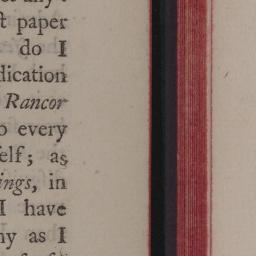 paper
do I
dication
Rancor
every
elf; as
ings, in
I have
ny as I